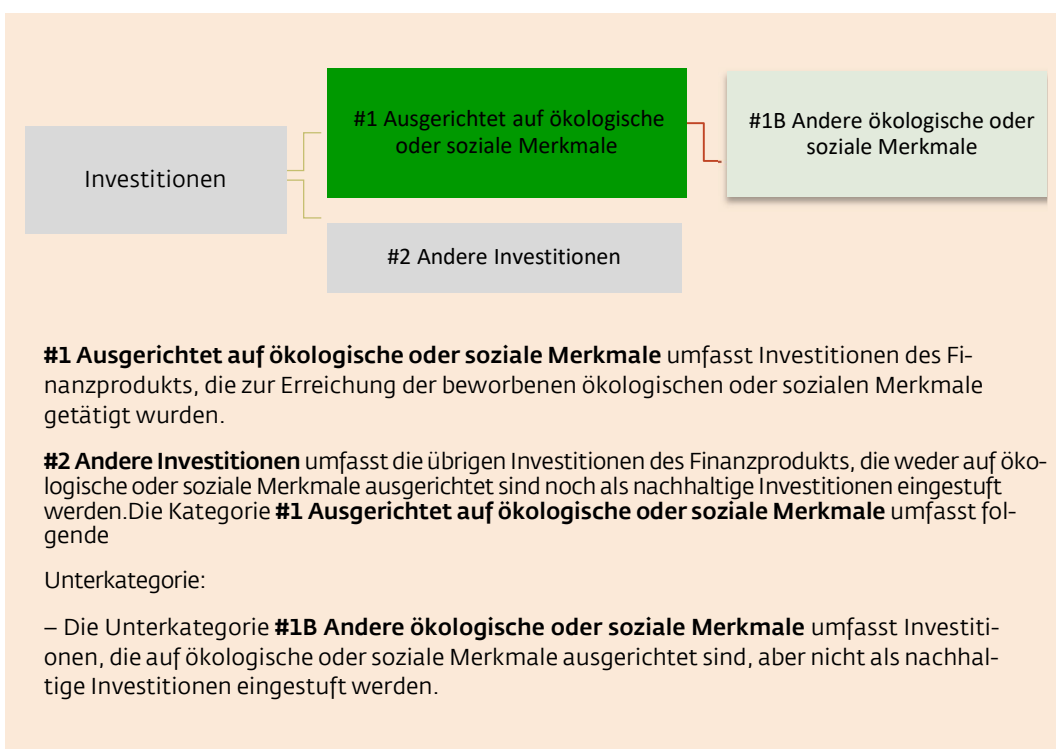 #1 Ausgerichtet auf ökologische
oder soziale Merkmale
#1B Andere ökologische oder
soziale Merkmale
Investitionen
#2 Andere Investitionen
#1 Ausgerichtet auf ökologische oder soziale Merkmale umfasst Investitionen des Fi-
nanzprodukts, die zur Erreichung der beworbenen ökologischen oder sozialen Merkmale
getätigt wurden.
#2 Andere Investitionen umfasst die übrigen Investitionen des Finanzprodukts, die weder auf öko-
logische oder soziale Merkmale ausgerichtet sind noch als nachhaltige Investitionen eingestuft
werden.Die Kategorie #1 Ausgerichtet auf ökologische oder soziale Merkmale umfasst fol-
gende
Unterkategorie:
– Die Unterkategorie #1B Andere ökologische oder soziale Merkmale umfasst Investiti-
onen, die auf ökologische oder soziale Merkmale ausgerichtet sind, aber nicht als nachhal-
tige Investitionen eingestuft werden.